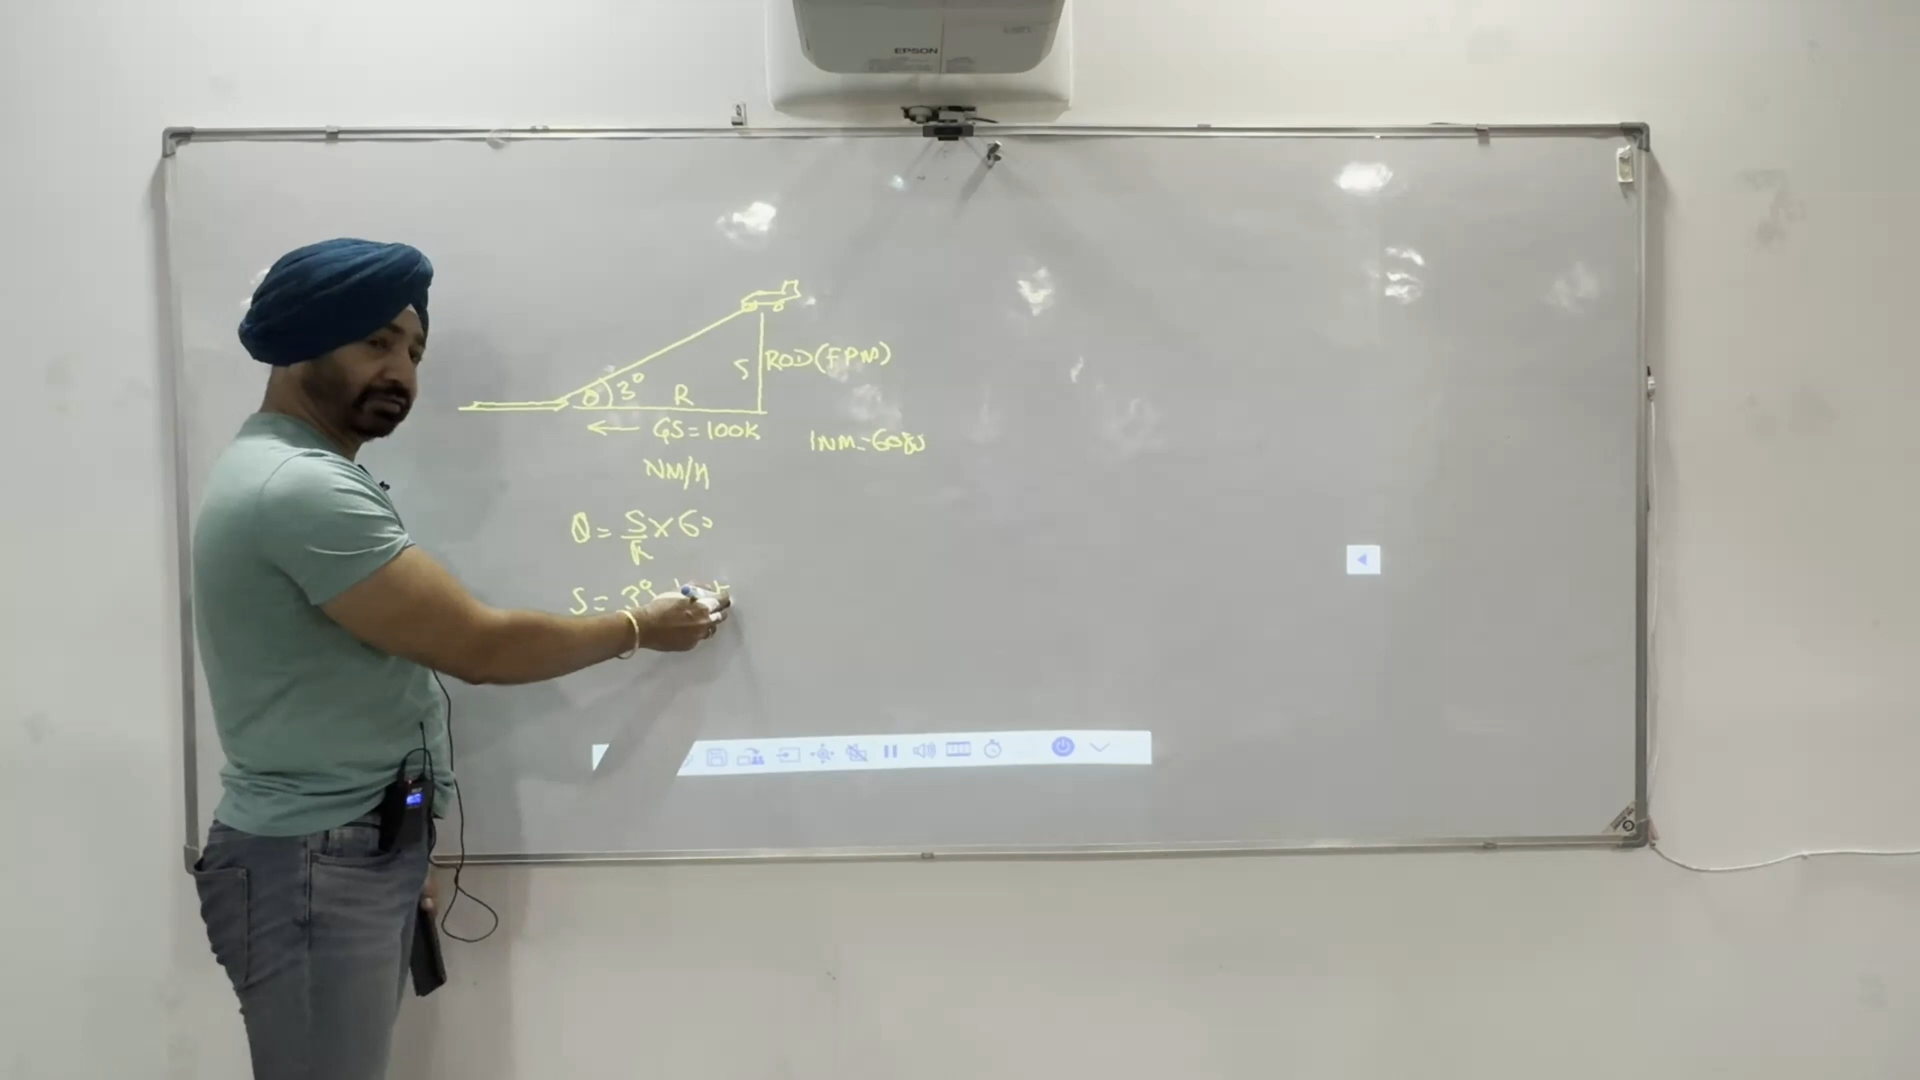 EPSON
S ROD(FPM)
θ 3° R
← GS=100K
1NM=6080
NM/H
θ = S/R × 60
S = 3°